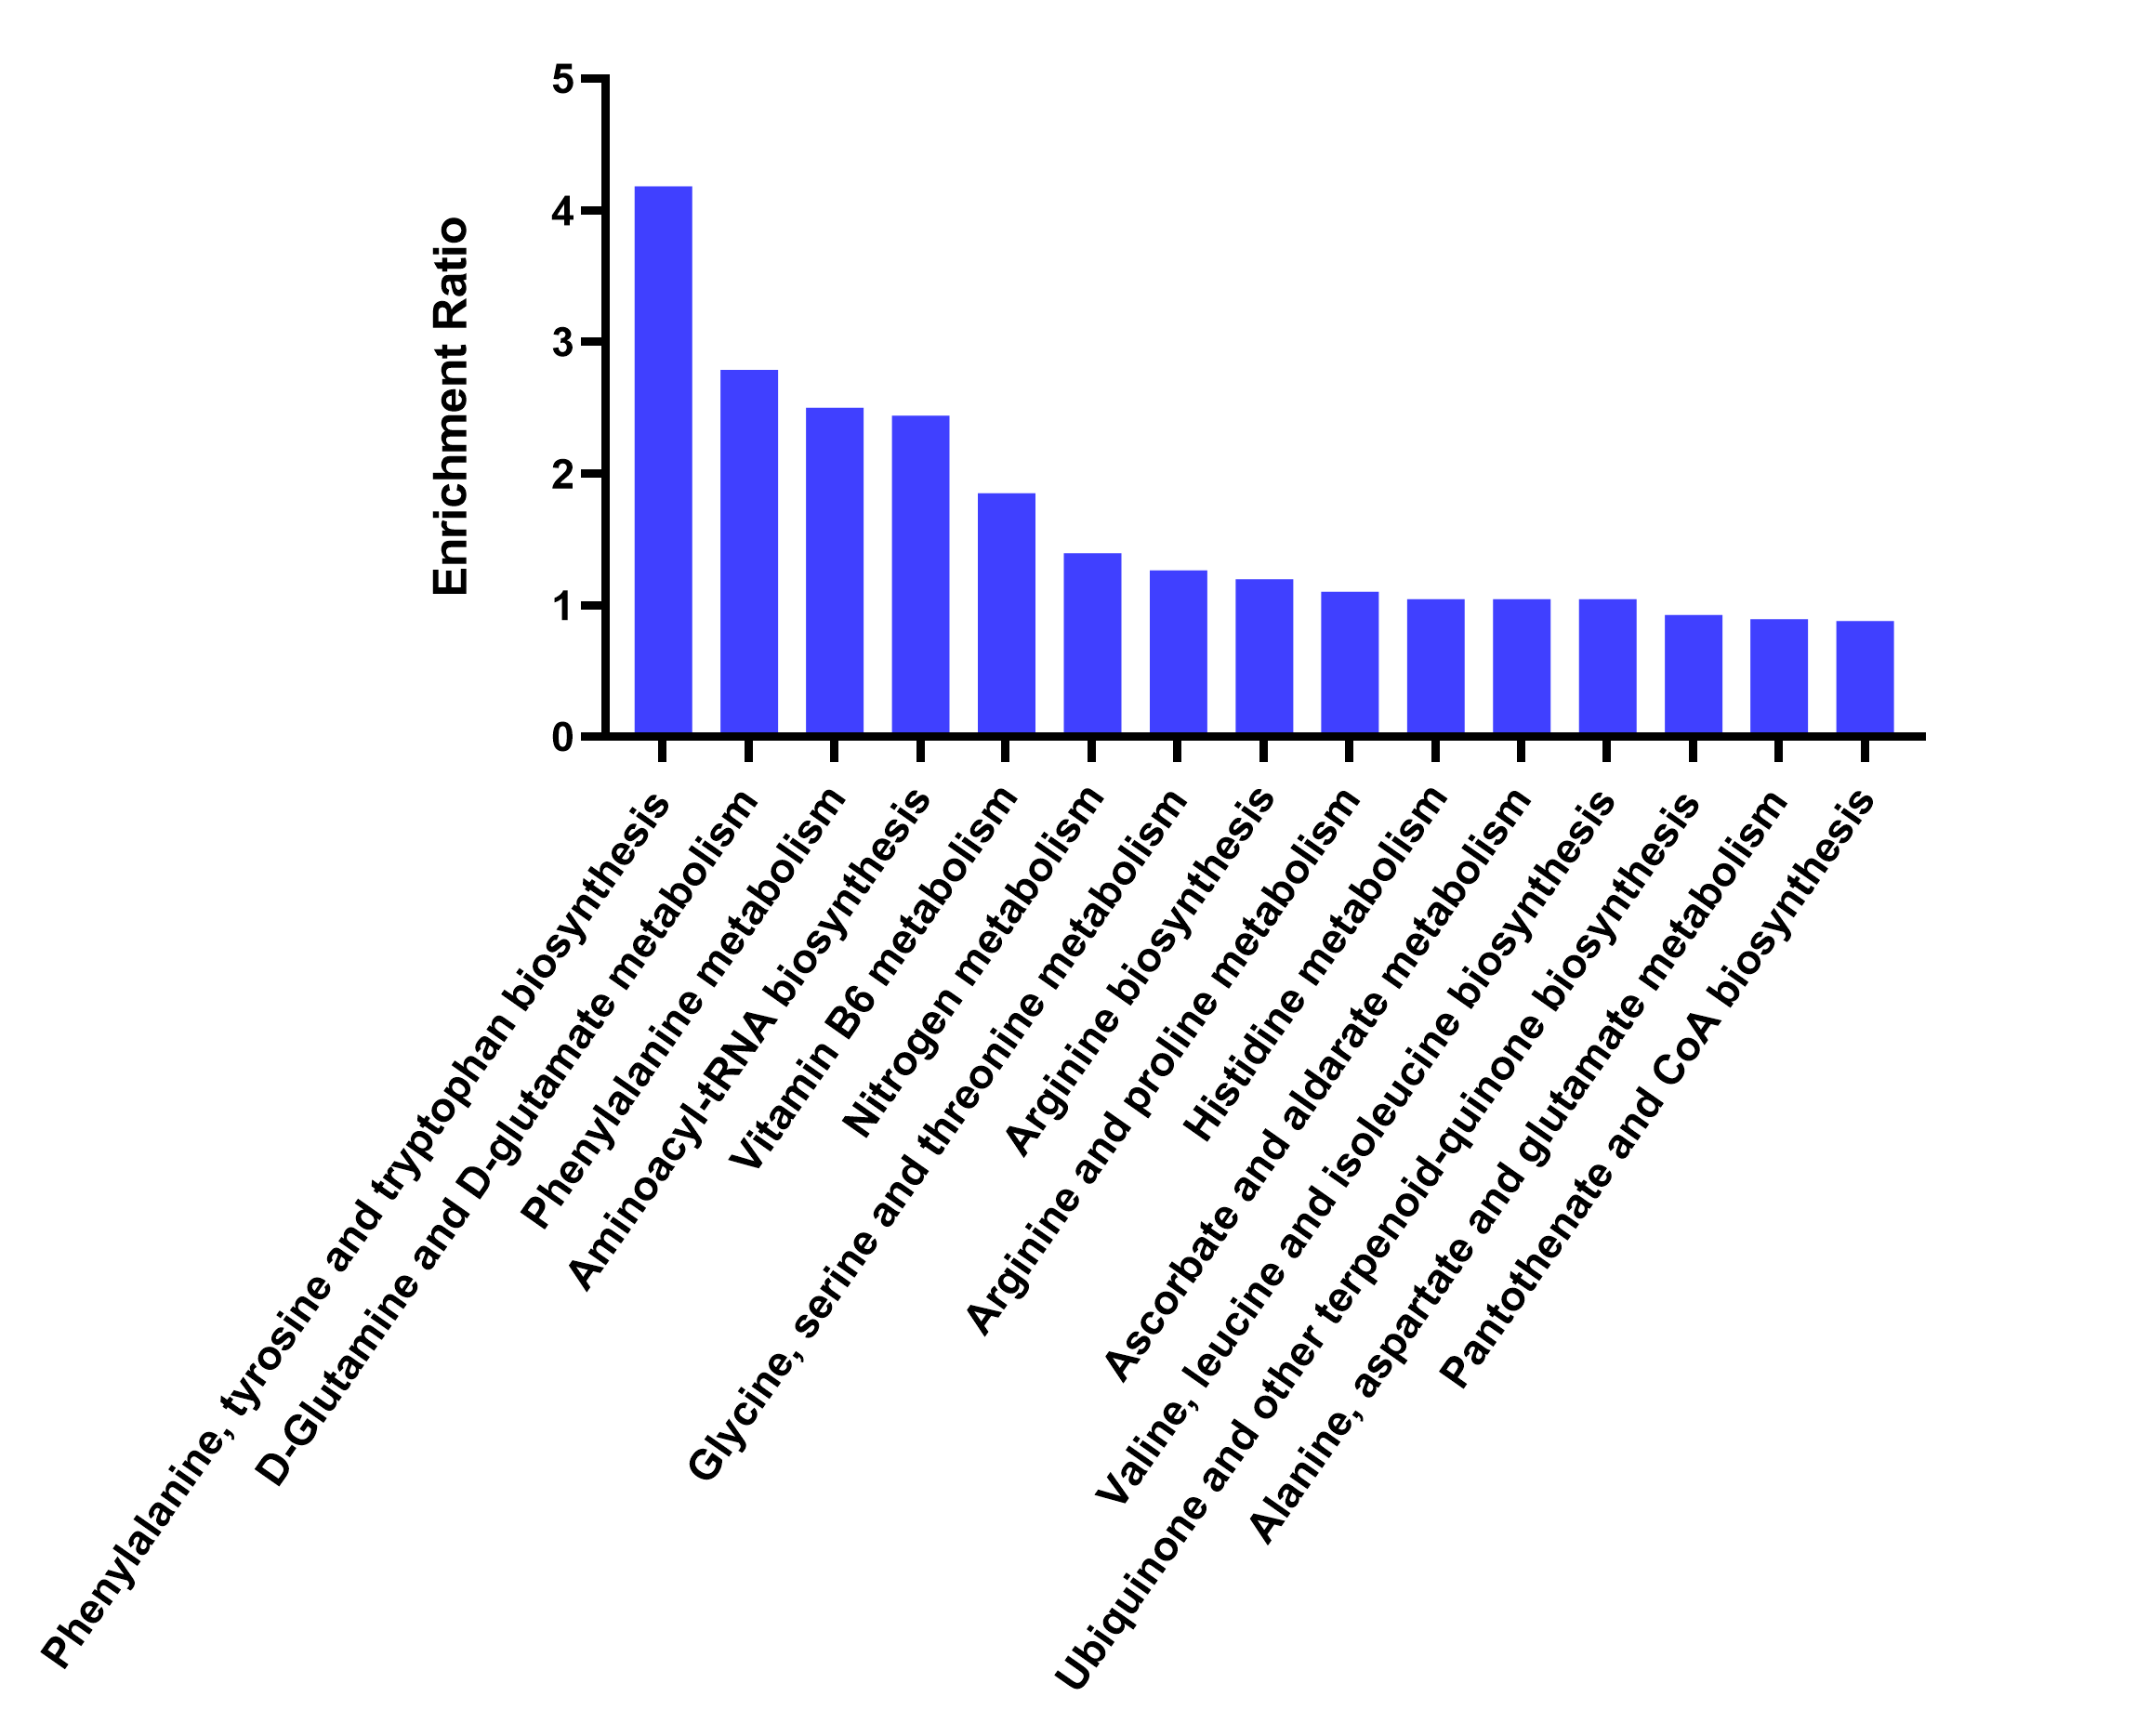 Enrichment Ratio
5
4
3
2
1
0
Phenylalanine, tyrosine and tryptophan biosynthesis
D-Glutamine and D-glutamate metabolism
Phenylalanine metabolism
Aminoacyl-tRNA biosynthesis
Vitamin B6 metabolism
Nitrogen metabolism
Glycine, serine and threonine metabolism
Arginine biosynthesis
Arginine and proline metabolism
Histidine metabolism
Ascorbate and aldarate metabolism
Valine, leucine and isoleucine biosynthesis
Ubiquinone and other terpenoid-quinone biosynthesis
Alanine, aspartate and glutamate metabolism
Pantothenate and CoA biosynthesis